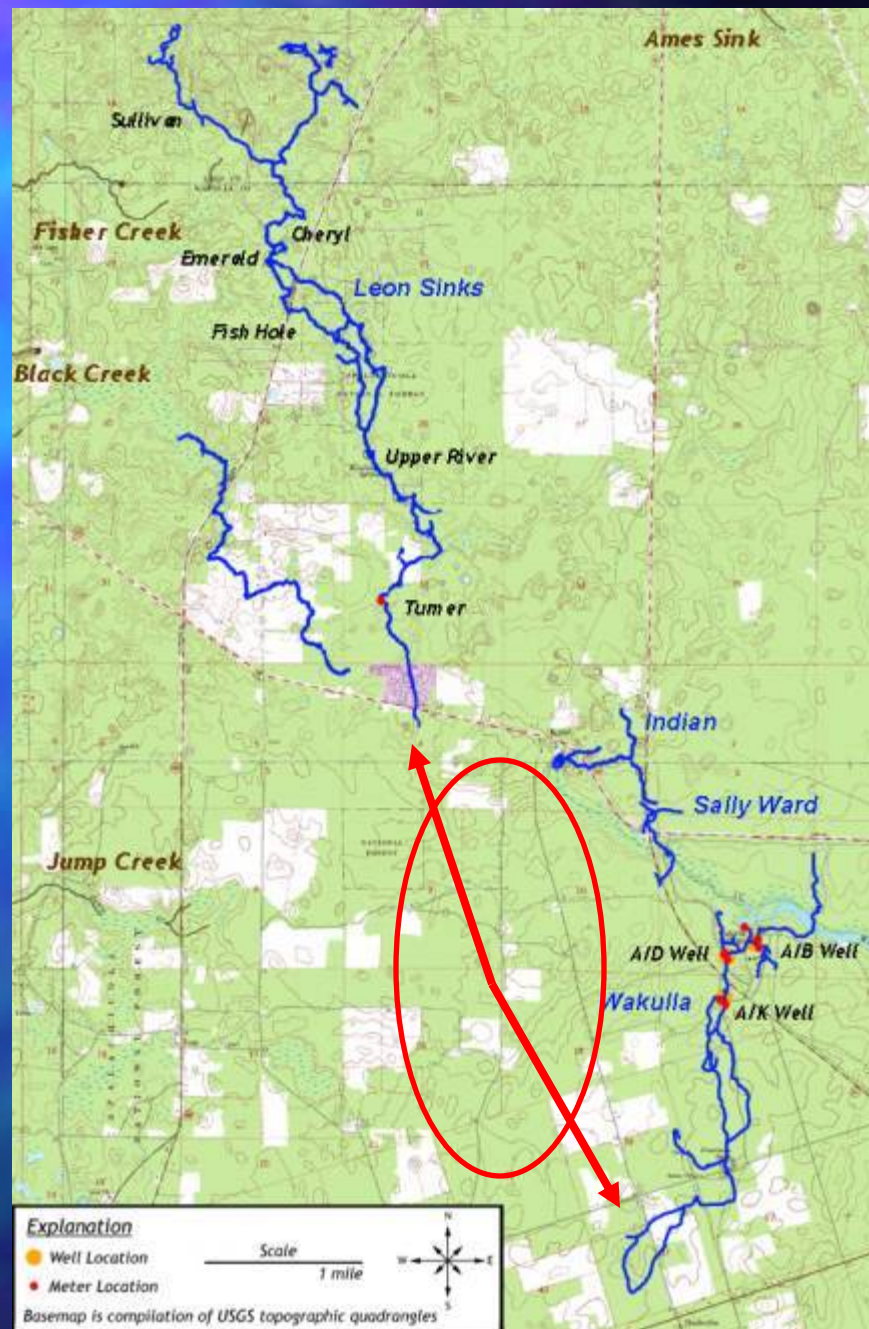 Ames Sink
Sullivan
Fisher Creek
Cheryl
Emerald
Leon Sinks
Fish Hole
Black Creek
Upper River
Turner
Indian
Sally Ward
Jump Creek
A/D Well
A/B Well
Wakulla
A/K Well
Explanation
Well Location
Meter Location
Scale
1 mile
N
W
E
S
Basemap is compilation of USGS topographic quadrangles